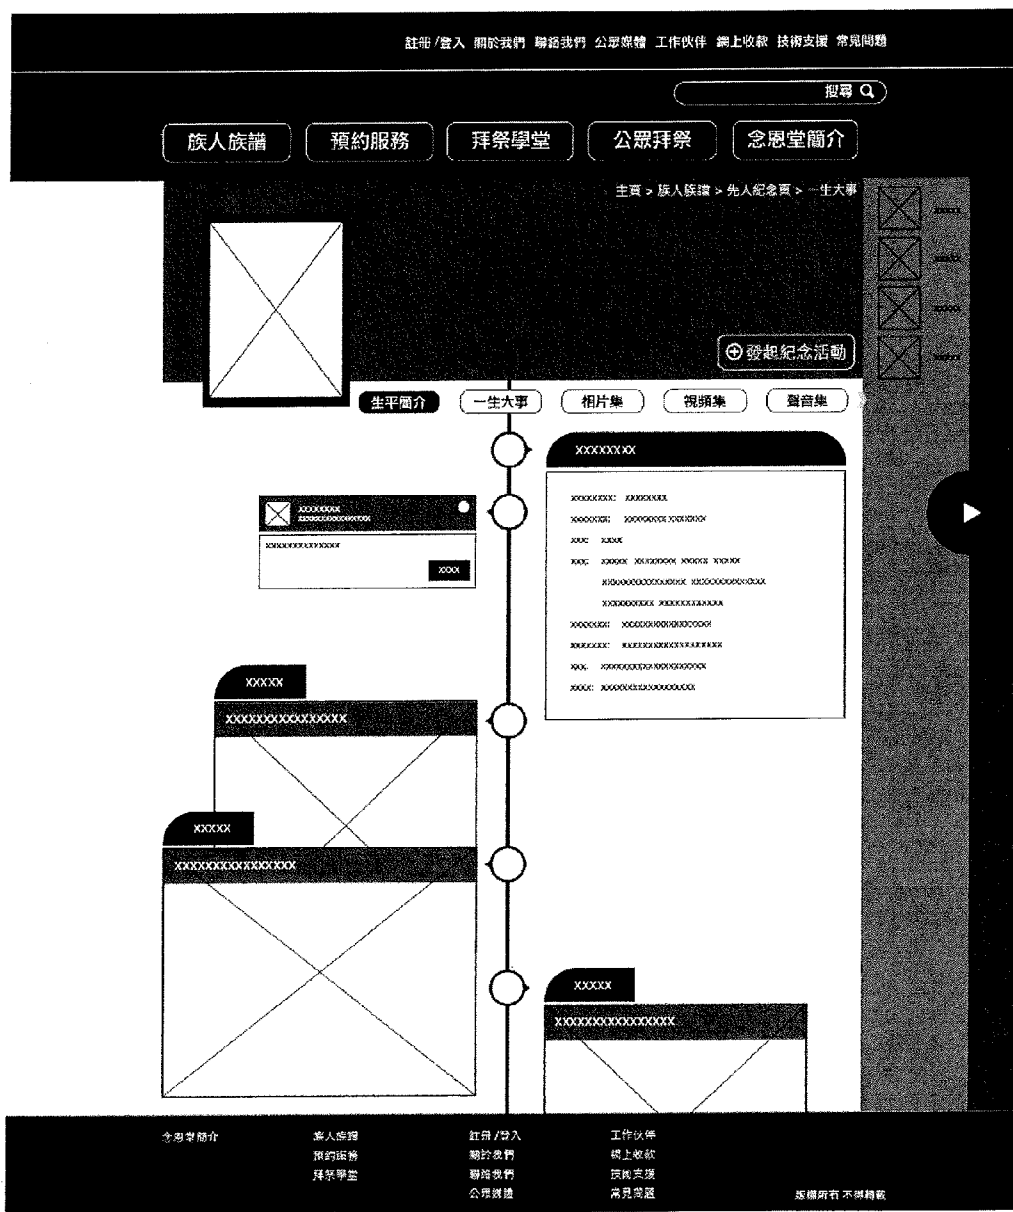 註冊 /登入 關於我們 聯絡我們 公眾媒體 工作伙伴 網上收款 技術支援 常見問題
搜尋
族人族譜 預約服務 拜祭學堂 公眾拜祭 念恩堂簡介
主頁 > 族人族譜 > 先人紀念頁 > 一生大事
發起紀念活動
生平簡介 一生大事 相片集 視頻集 聲音集
XXXXXXXX
XXXXX
XXXXXXXXXXXXXXXX
XXXXX
XXXXXXXXXXXXXXXX
XXXXX
XXXXXXXXXXXXXXXX
念恩堂簡介 族人族譜 註冊 /登入 工作伙伴
預約服務 關於我們 網上收款
拜祭學堂 聯絡我們 技術支援
公眾媒體 常見問題
版權所有 不得轉載